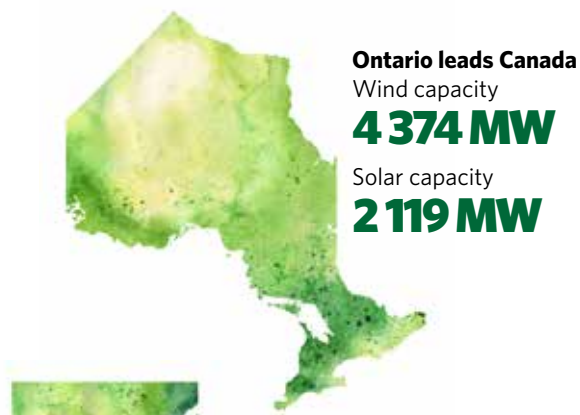 Ontario leads Canada
Wind capacity
4 374 MW
Solar capacity
2 119 MW